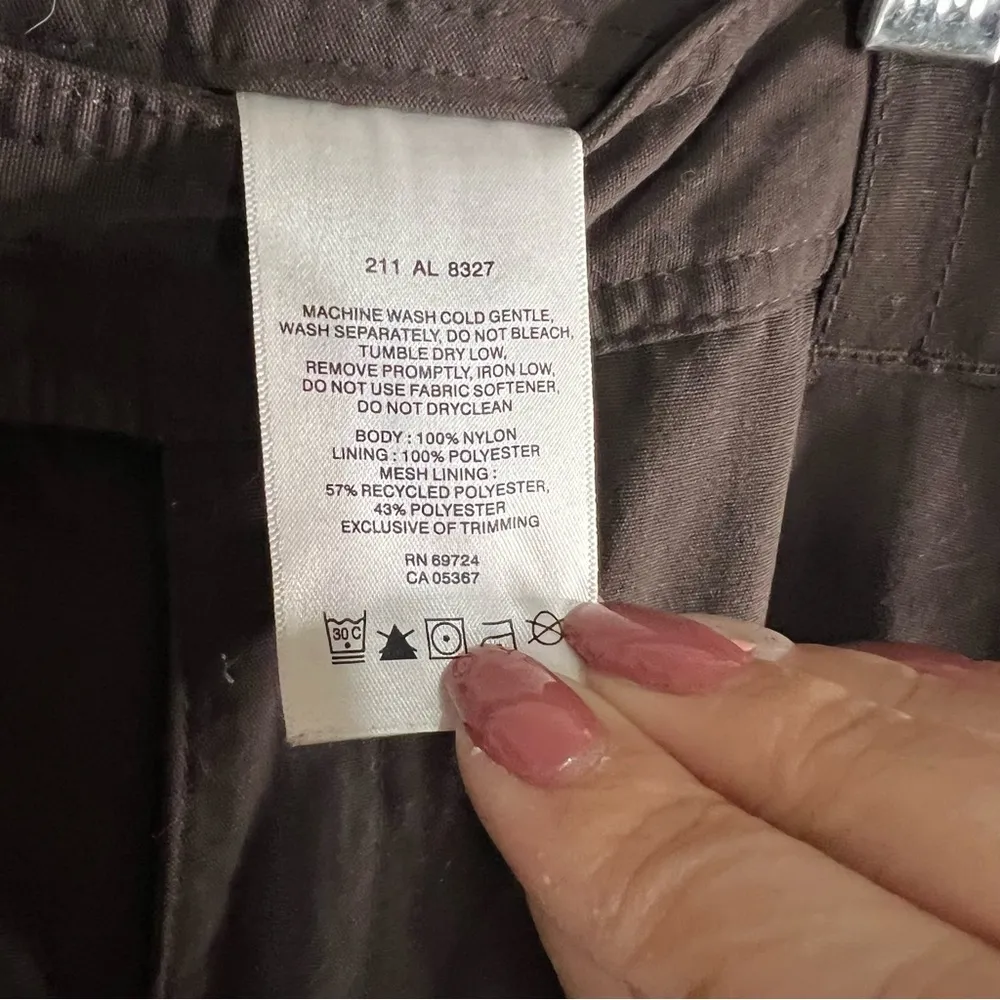 211 AL 8327
MACHINE WASH COLD GENTLE,
WASH SEPARATELY, DO NOT BLEACH,
TUMBLE DRY LOW,
REMOVE PROMPTLY, IRON LOW,
DO NOT USE FABRIC SOFTENER,
DO NOT DRYCLEAN
BODY : 100% NYLON
LINING : 100% POLYESTER
MESH LINING :
57% RECYCLED POLYESTER,
43% POLYESTER
EXCLUSIVE OF TRIMMING
RN 69724
CA 05367
30 C